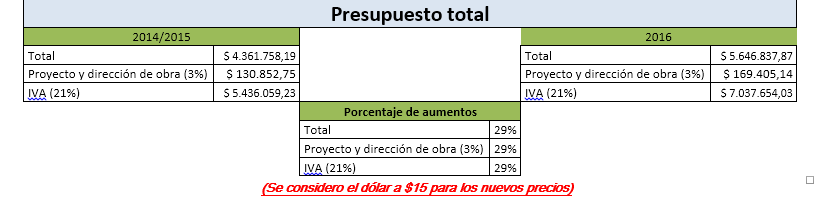 Presupuesto total
2014/2015
2016
Total $ 4.361.758,19
Total $ 5.646.837,87
Proyecto y dirección de obra (3%) $ 130.852,75
Proyecto y dirección de obra (3%) $ 169.405,14
IVA (21%) $ 5.436.059,23
IVA (21%) $ 7.037.654,03
Porcentaje de aumentos
Total 29%
Proyecto y dirección de obra (3%) 29%
IVA (21%) 29%
(Se considero el dólar a $15 para los nuevos precios)